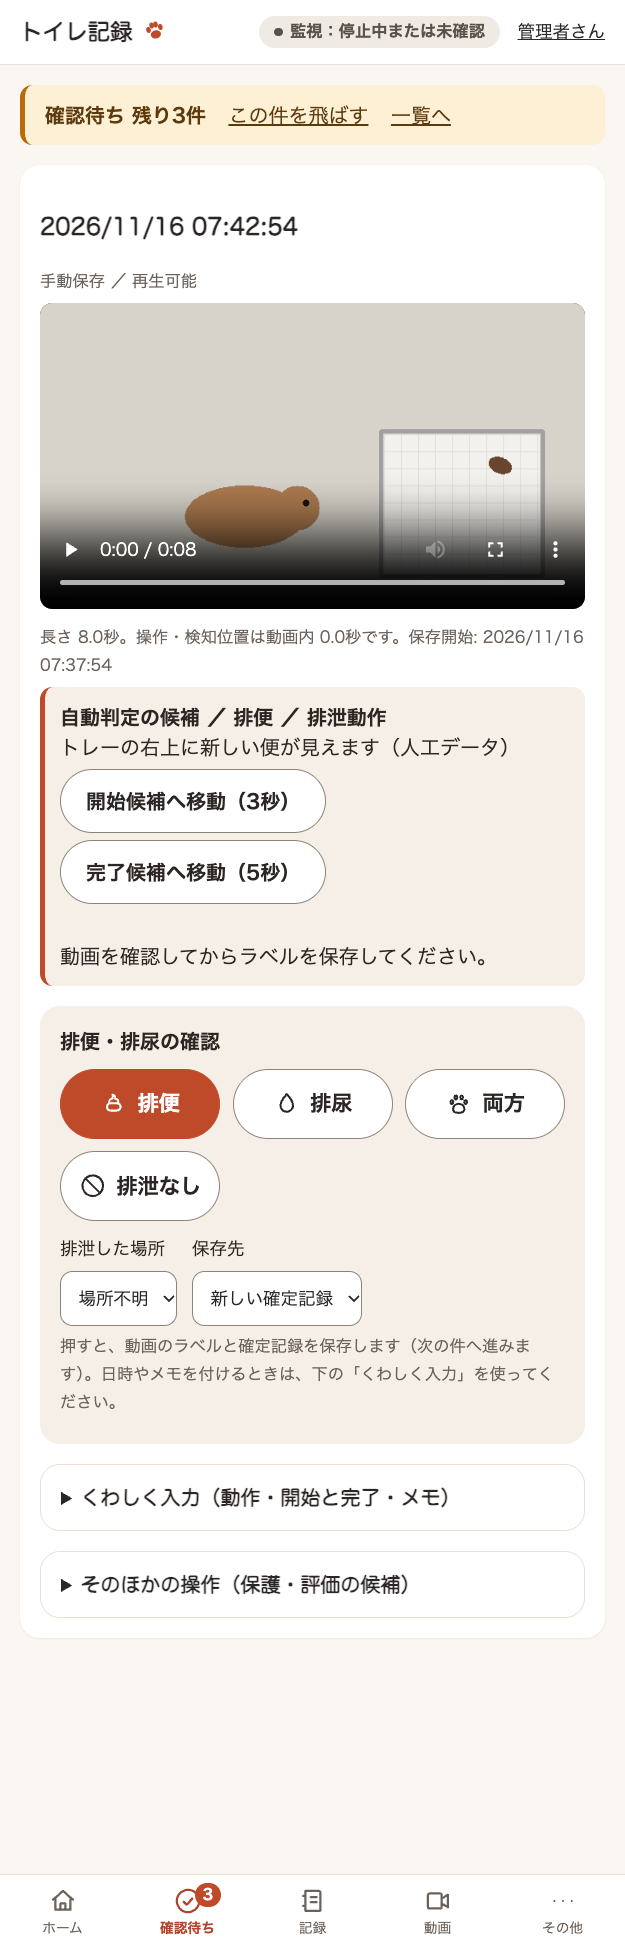 トイレ記録
監視：停止中または未確認
管理者さん
確認待ち 残り3件 この件を飛ばす 一覧へ
2026/11/16 07:42:54
手動保存 ／ 再生可能
0:00 / 0:08
長さ 8.0秒。操作・検知位置は動画内 0.0秒です。保存開始: 2026/11/16
07:37:54
自動判定の候補 ／ 排便 ／ 排泄動作
トレーの右上に新しい便が見えます（人工データ）
開始候補へ移動（3秒）
完了候補へ移動（5秒）
動画を確認してからラベルを保存してください。
排便・排尿の確認
排便 排尿 両方
排泄なし
排泄した場所 保存先
場所不明 新しい確定記録
押すと、動画のラベルと確定記録を保存します（次の件へ進みま
す）。日時やメモを付けるときは、下の「くわしく入力」を使ってく
ださい。
▶ くわしく入力（動作・開始と完了・メモ）
▶ そのほかの操作（保護・評価の候補）
3
ホーム 確認待ち 記録 動画 その他